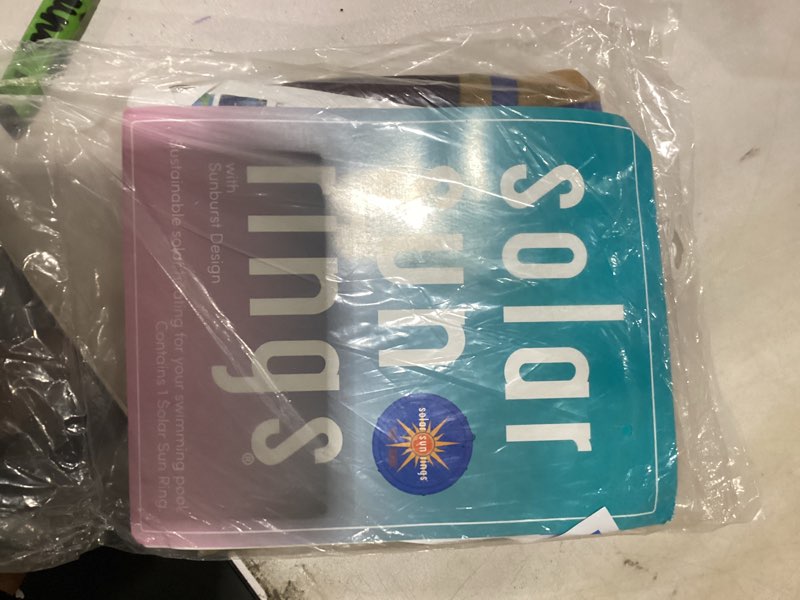 solar
sun
rings®
solar sun rings
with
Sunburst Design
Sustainable solar heating for your swimming pool
Contains 1 Solar Ring